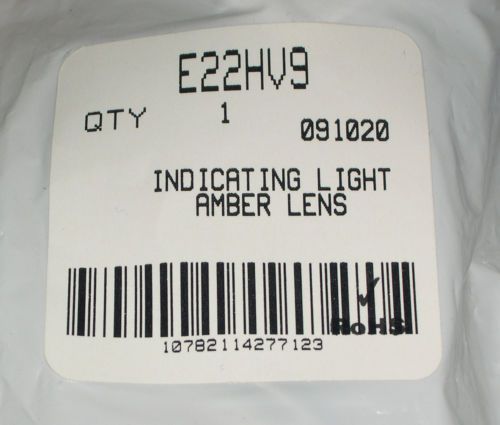 E22HV9
QTY 1 091020
INDICATING LIGHT
AMBER LENS
RoHS
10782114277123